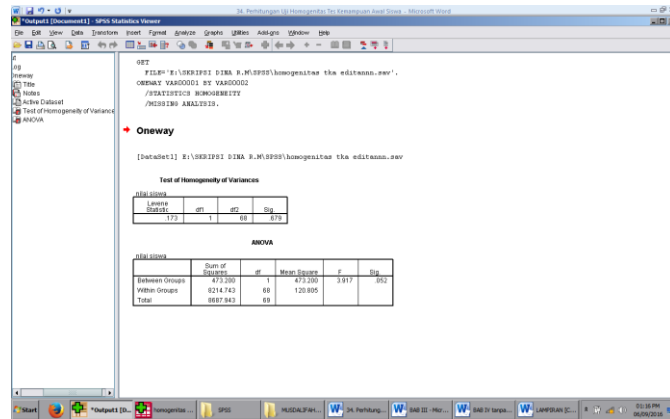 34. Perhitungan Uji Homogenitas Tes Kemampuan Awal Siswa - Microsoft Word
*Output1 [Document1] - SPSS Statistics Viewer
File Edit View Data Transform Insert Format Analyze Graphs Utilities Add-ons Window Help
Title
Notes
Active Dataset
Test of Homogeneity of Variance
ANOVA
GET
FILE='E:\SKRIPSI DINA R.M\SPSS\homogenitas tka editannn.sav'.
ONEWAY VAR00001 BY VAR00002
/STATISTICS HOMOGENEITY
/MISSING ANALYSIS.
Oneway
[DataSet1] E:\SKRIPSI DINA R.M\SPSS\homogenitas tka editannn.sav
Test of Homogeneity of Variances
nilai siswa
Levene Statistic df1 df2 Sig.
.173 1 68 .679
ANOVA
nilai siswa
Sum of Squares df Mean Square F Sig.
Between Groups 473.200 1 473.200 3.917 .052
Within Groups 8214.743 68 120.805
Total 8687.943 69
Start *Output1 [D... homogenitas ... SPSS MUSDALIFAH... 34. Perhitung... BAB III -Micr... BAB IV tanpa... LAMPIRAN [C...
01:16 PM
08/09/2016